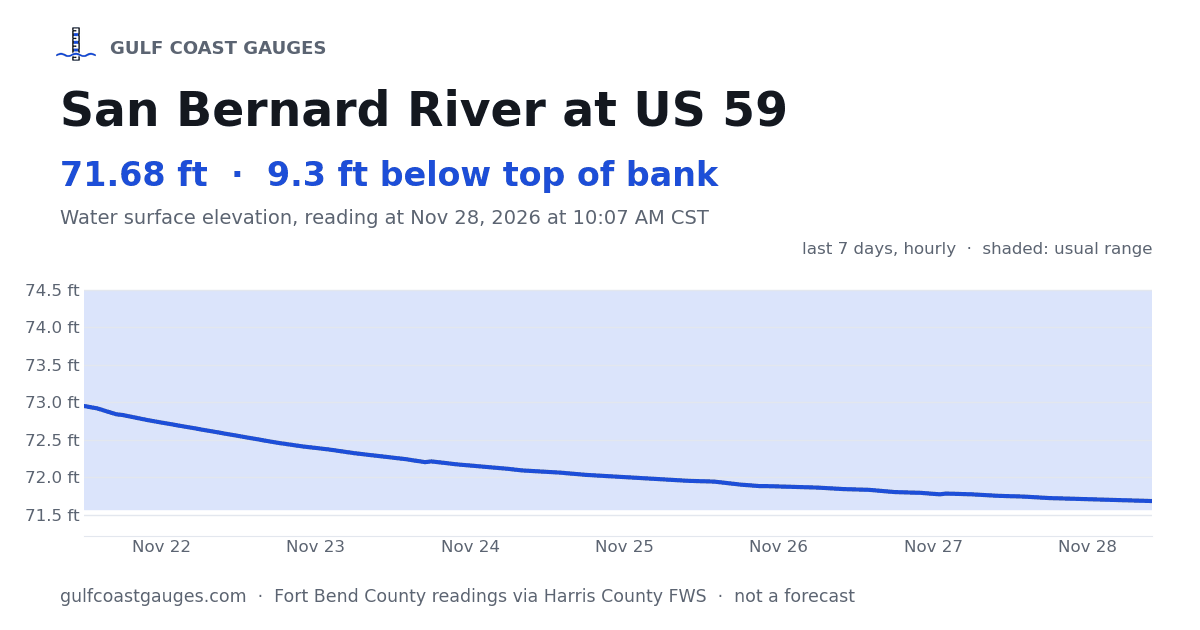 GULF COAST GAUGES
San Bernard River at US 59
71.68 ft · 9.3 ft below top of bank
Water surface elevation, reading at Nov 28, 2026 at 10:07 AM CST
last 7 days, hourly · shaded: usual range
74.5 ft
74.0 ft
73.5 ft
73.0 ft
72.5 ft
72.0 ft
71.5 ft
Nov 22 Nov 23 Nov 24 Nov 25 Nov 26 Nov 27 Nov 28
gulfcoastgauges.com · Fort Bend County readings via Harris County FWS · not a forecast